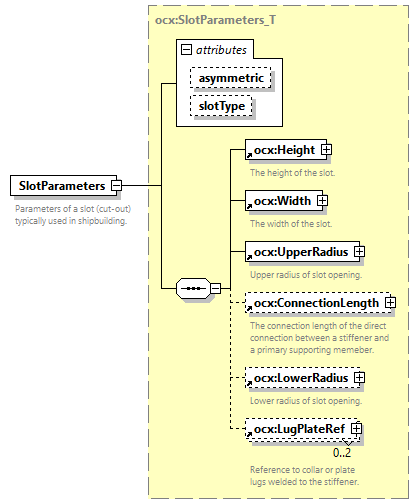 ocx:SlotParameters_T
attributes
asymmetric
slotType
SlotParameters
Parameters of a slot (cut-out)
typically used in shipbuilding.
ocx:Height
The height of the slot.
ocx:Width
The width of the slot.
ocx:UpperRadius
Upper radius of slot opening.
ocx:ConnectionLength
The connection length of the direct
connection between a stiffener and
a primary supporting memeber.
ocx:LowerRadius
Lower radius of slot opening.
ocx:LugPlateRef
0..2
Reference to collar or plate
lugs welded to the stiffener.